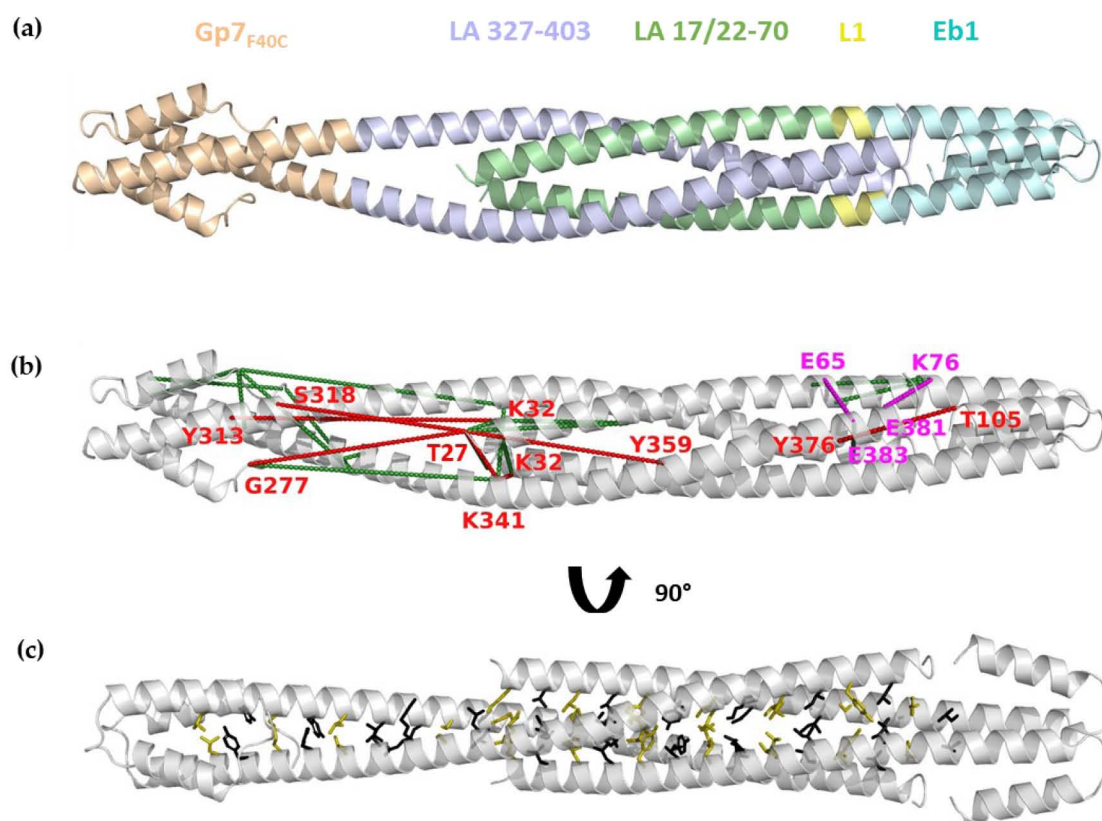 (a) Gp7F40C LA 327-403 LA 17/22-70 L1 Eb1
(b) E65 K76
S318 K32
Y313 T27 K32 Y359 Y376 E381 T105
E383
G277
K341
90°
(c)